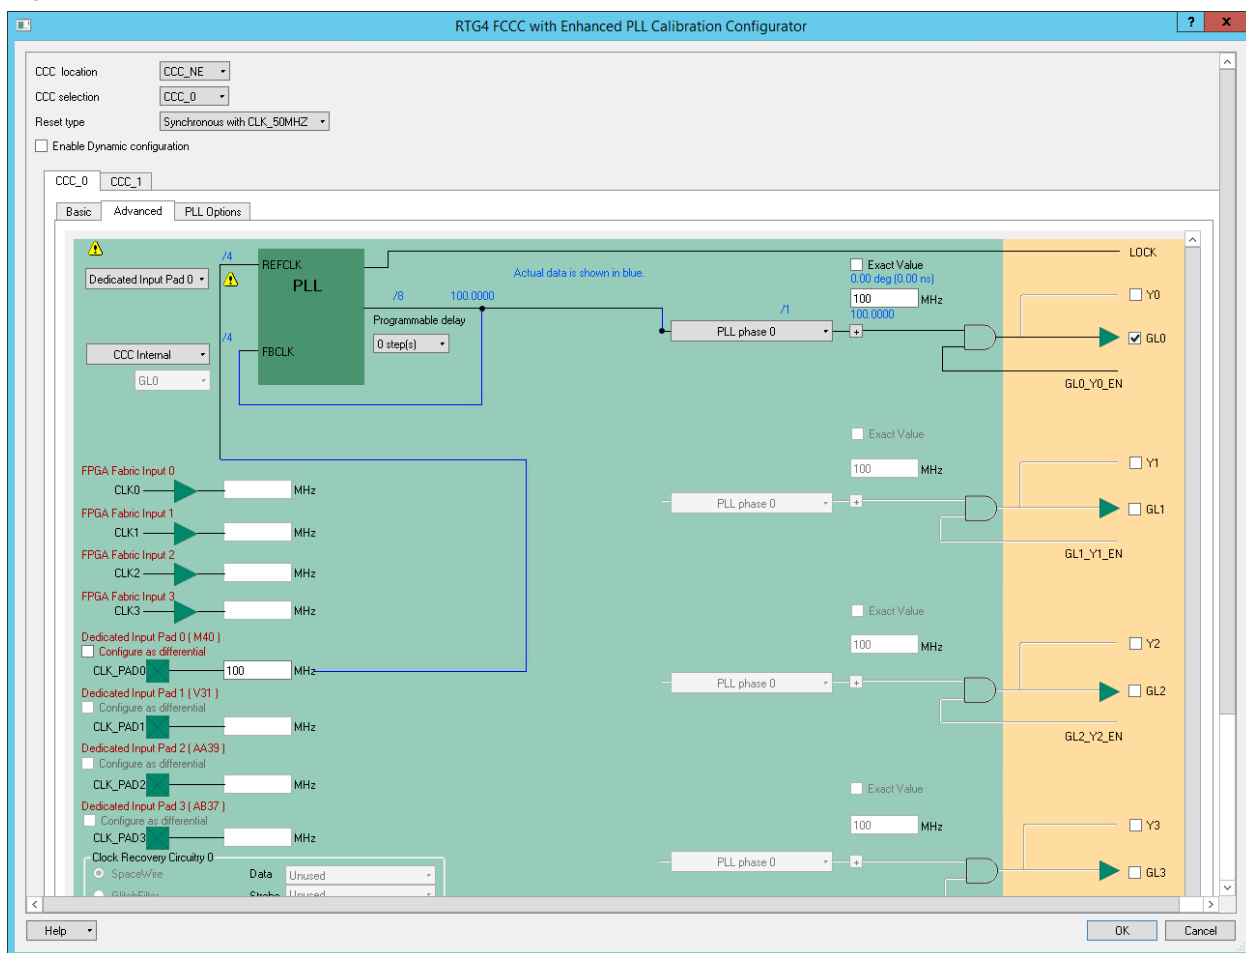 RTG4 FCCC with Enhanced PLL Calibration Configurator
? x
CCC location CCC_NE
CCC selection CCC_0
Reset type Synchronous with CLK_50MHZ
Enable Dynamic configuration
CCC_0 CCC_1
Basic Advanced PLL Options
LOCK
/4 REFCLK
Exact Value
Dedicated Input Pad 0
PLL
Actual data is shown in blue.
0.00 deg (0.00 ns)
/8 100.0000
100 MHz
Y0
/1
100.0000
Programmable delay
PLL phase 0 +
/4
0 step(s)
GL0
CCC Internal
FBCLK
GL0
GL0_Y0_EN
Exact Value
FPGA Fabric Input 0
100 MHz
Y1
CLK0 MHz
PLL phase 0 +
GL1
FPGA Fabric Input 1
CLK1 MHz
FPGA Fabric Input 2
GL1_Y1_EN
CLK2 MHz
FPGA Fabric Input 3
CLK3 MHz
Exact Value
Dedicated Input Pad 0 ( M40 )
Configure as differential
100 MHz
Y2
CLK_PAD0 100 MHz
PLL phase 0 +
GL2
Dedicated Input Pad 1 ( V31 )
Configure as differential
CLK_PAD1 MHz
GL2_Y2_EN
Dedicated Input Pad 2 ( AA39 )
Configure as differential
CLK_PAD2 MHz
Exact Value
Dedicated Input Pad 3 ( AB37 )
Configure as differential
100 MHz
Y3
CLK_PAD3 MHz
Clock Recovery Circuitry 0
PLL phase 0 +
SpaceWire Data Unused
GL3
GlitchFilter Strobe Unused
Help
OK Cancel